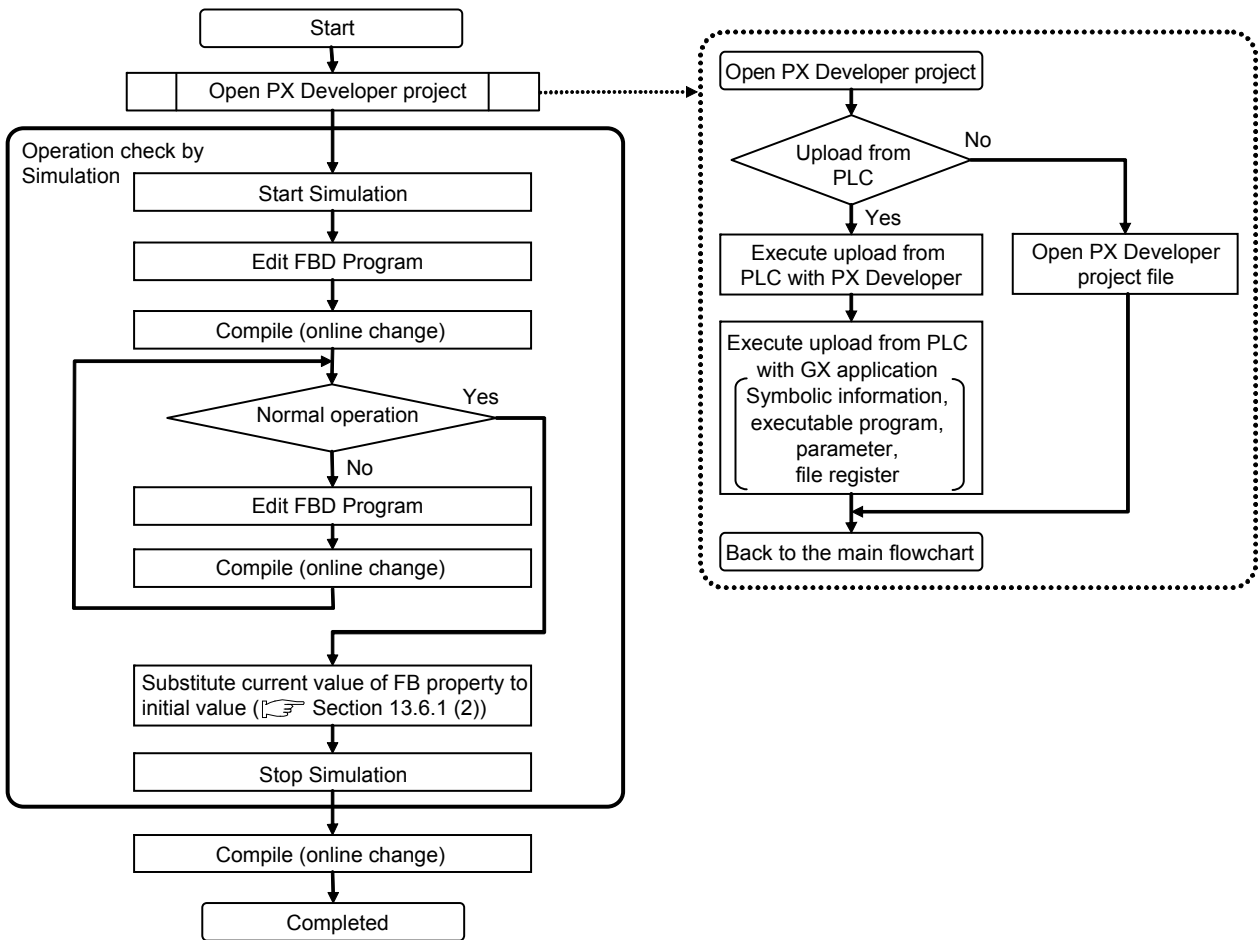 Start
Open PX Developer project
Operation check by
Simulation
Start Simulation
Edit FBD Program
Compile (online change)
Normal operation
Yes
No
Edit FBD Program
Compile (online change)
Substitute current value of FB property to
initial value ( Section 13.6.1 (2))
Stop Simulation
Compile (online change)
Completed
Open PX Developer project
Upload from
PLC
No
Yes
Execute upload from
PLC with PX Developer
Open PX Developer
project file
Execute upload from PLC
with GX application
Symbolic information,
executable program,
parameter,
file register
Back to the main flowchart